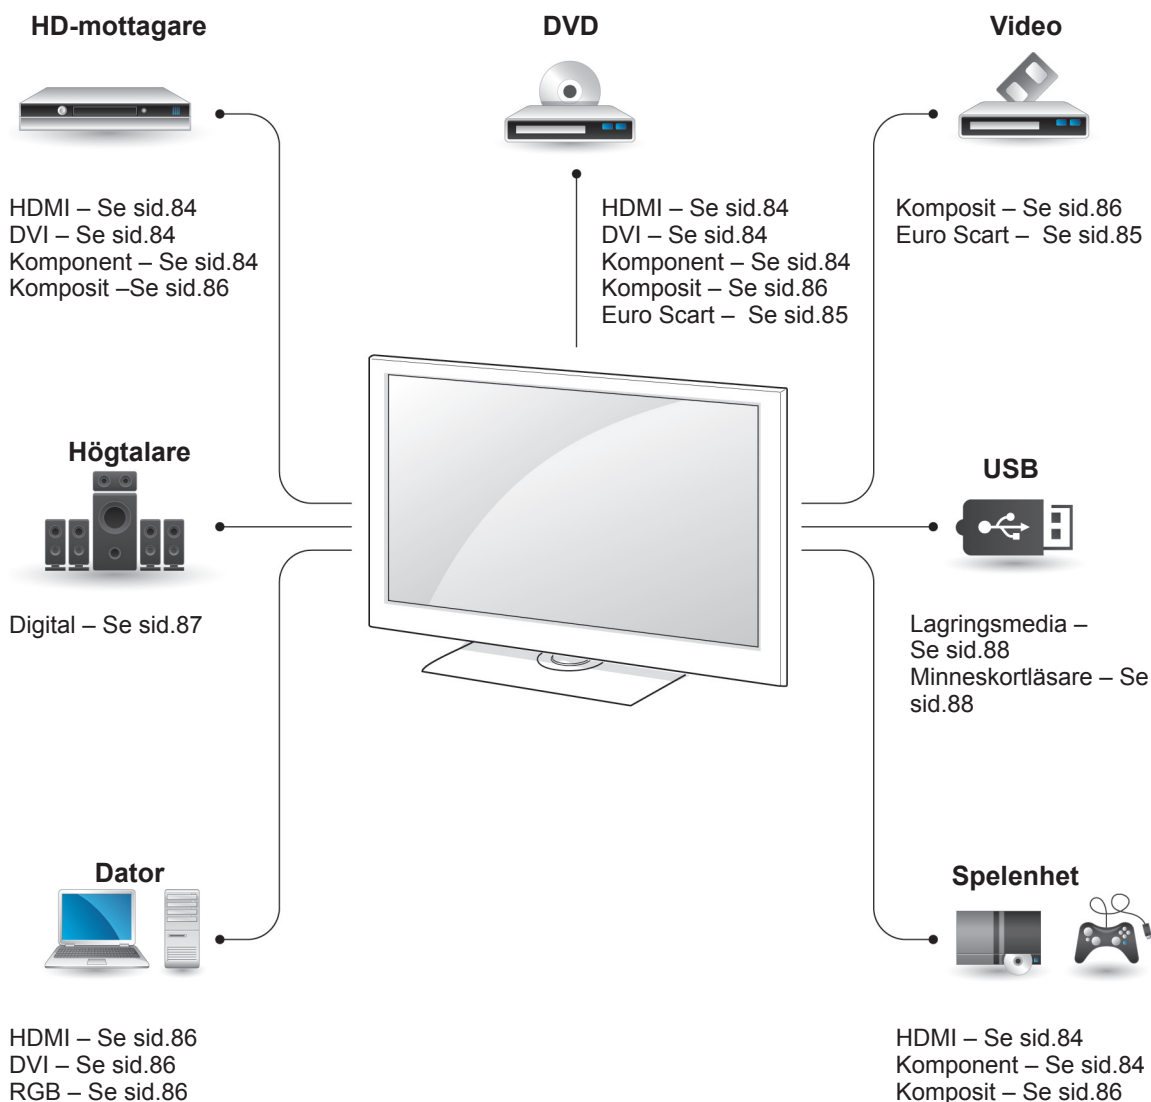 HD-mottagare
HDMI – Se sid.84
DVI – Se sid.84
Komponent – Se sid.84
Komposit –Se sid.86
DVD
HDMI – Se sid.84
DVI – Se sid.84
Komponent – Se sid.84
Komposit – Se sid.86
Euro Scart –  Se sid.85
Video
Komposit – Se sid.86
Euro Scart –  Se sid.85
Högtalare
Digital – Se sid.87
USB
Lagringsmedia –
Se sid.88
Minneskortläsare – Se
sid.88
Dator
HDMI – Se sid.86
DVI – Se sid.86
RGB – Se sid.86
Spelenhet
HDMI – Se sid.84
Komponent – Se sid.84
Komposit – Se sid.86